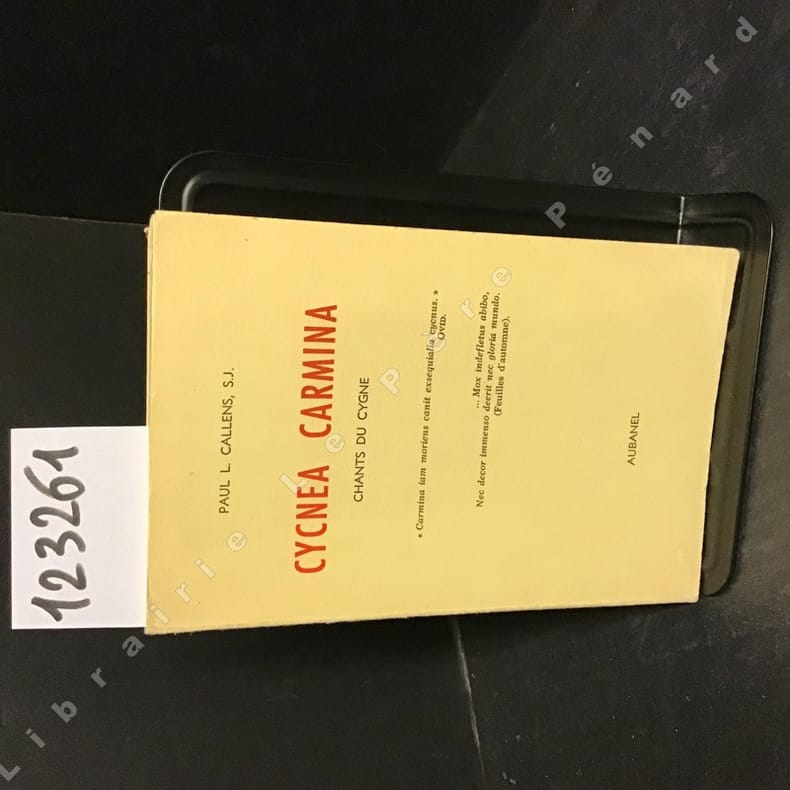 PAUL L. CALLENS, S.J.
CYCNEA CARMINA
CHANTS DU CYGNE
« Carmina iam moriens canit exsequialia cycnus. »
OVID.
... Mox indefletus abibo,
Nec decor immenso deerit nec gloria mundo.
(Feuilles d'automne).
AUBANEL
123261
Librairie Le Père Pénard